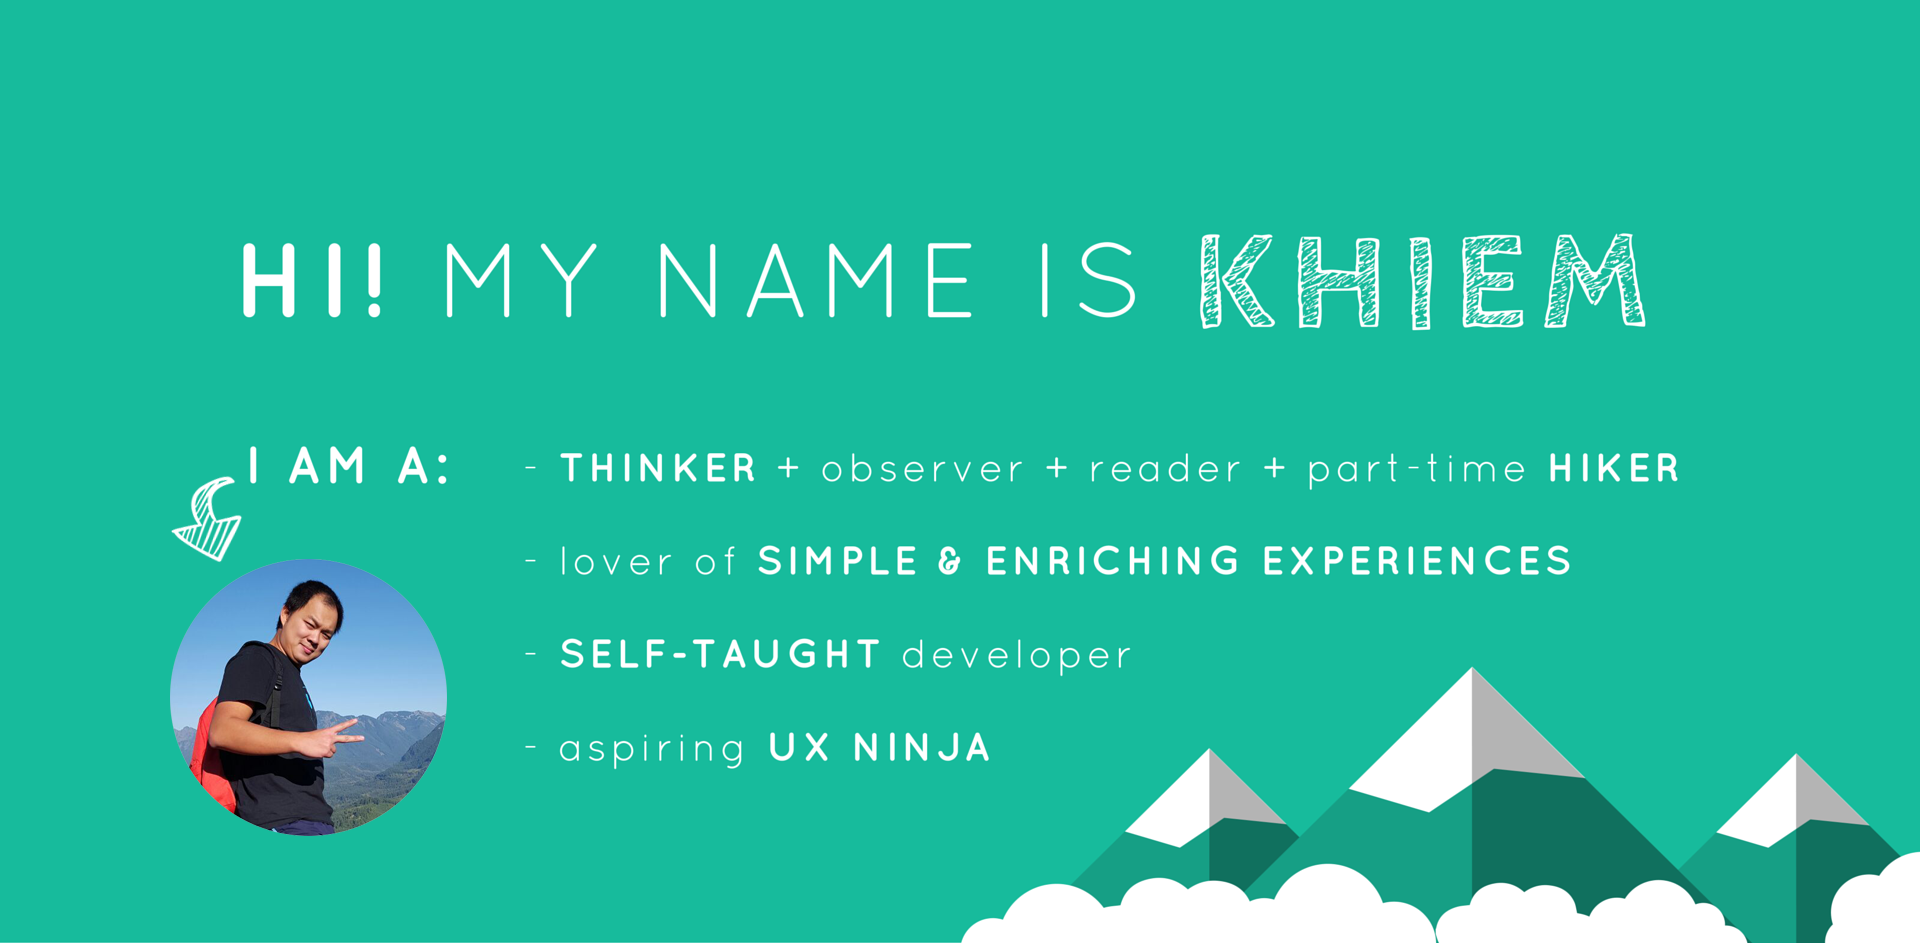 HI! MY NAME IS KHIEM
I AM A:
- THINKER + observer + reader + part-time HIKER
- lover of SIMPLE & ENRICHING EXPERIENCES
- SELF-TAUGHT developer
- aspiring UX NINJA